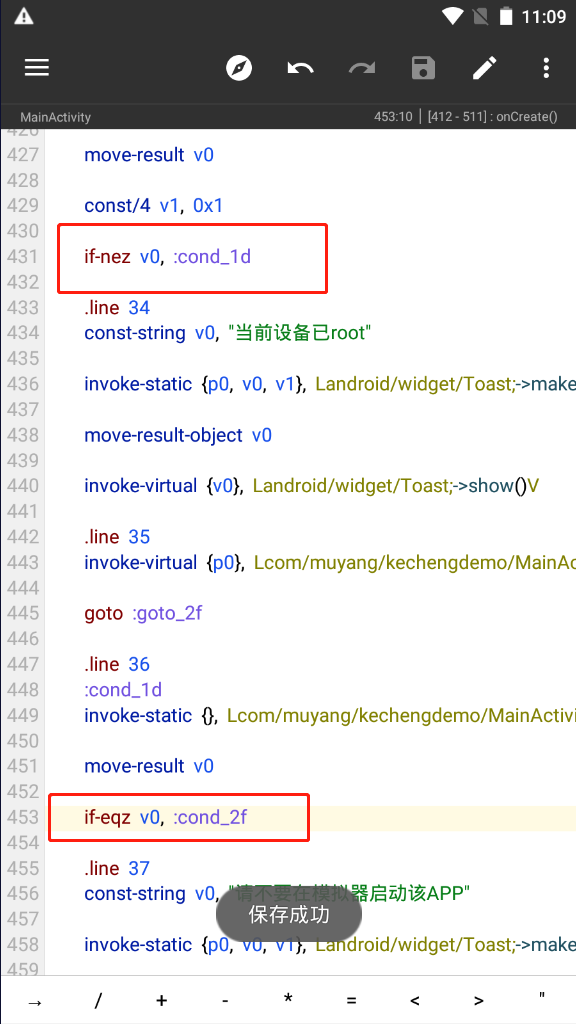 11:09
MainActivity 453:10 | [412 - 511] : onCreate()
426
427 move-result v0
428
429 const/4 v1, 0x1
430
431 if-nez v0, :cond_1d
432
433 .line 34
434 const-string v0, "当前设备已root"
435
436 invoke-static {p0, v0, v1}, Landroid/widget/Toast;->make
437
438 move-result-object v0
439
440 invoke-virtual {v0}, Landroid/widget/Toast;->show()V
441
442 .line 35
443 invoke-virtual {p0}, Lcom/muyang/kechengdemo/MainAc
444
445 goto :goto_2f
446
447 .line 36
448 :cond_1d
449 invoke-static {}, Lcom/muyang/kechengdemo/MainActivi
450
451 move-result v0
452
453 if-eqz v0, :cond_2f
454
455 .line 37
456 const-string v0, "请不要在模拟器启动该APP"
457
保存成功
458 invoke-static {p0, v0, v1}, Landroid/widget/Toast;->make
459
→ / + - * = < > "